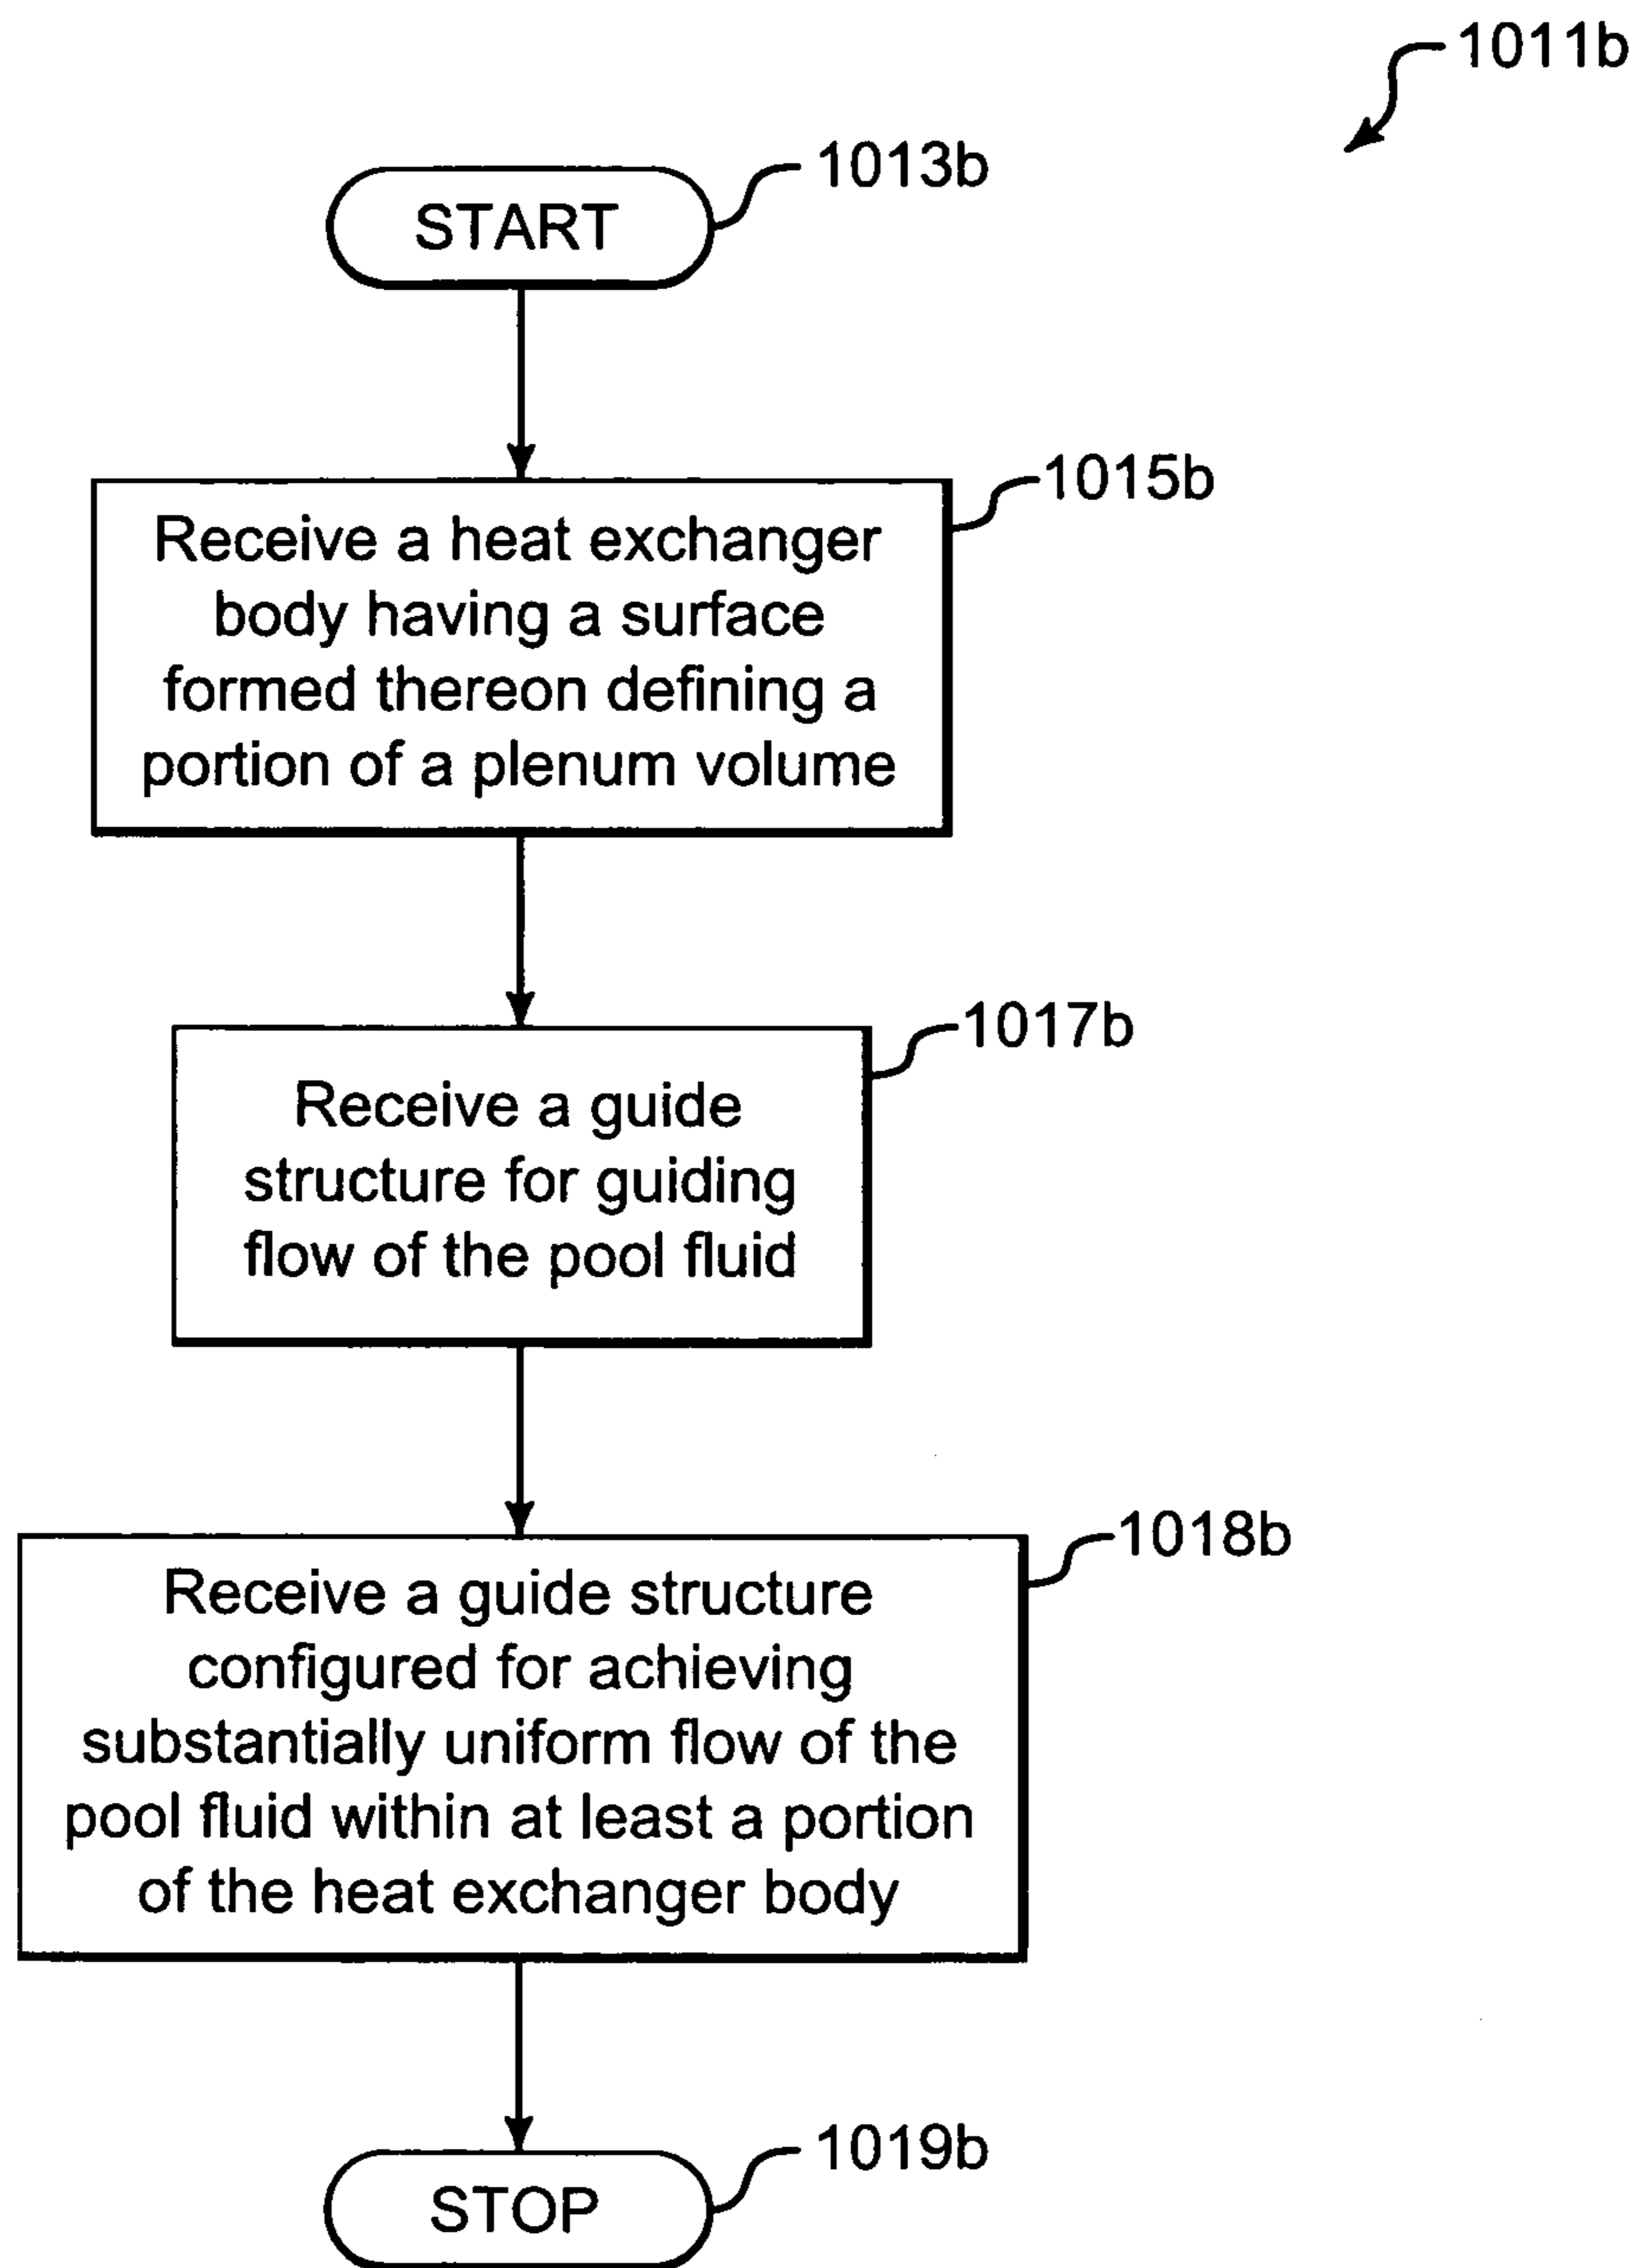 1011b
1013b
START
1015b
Receive a heat exchanger
body having a surface
formed thereon defining a
portion of a plenum volume
1017b
Receive a guide
structure for guiding
flow of the pool fluid
1018b
Receive a guide structure
configured for achieving
substantially uniform flow of the
pool fluid within at least a portion
of the heat exchanger body
1019b
STOP